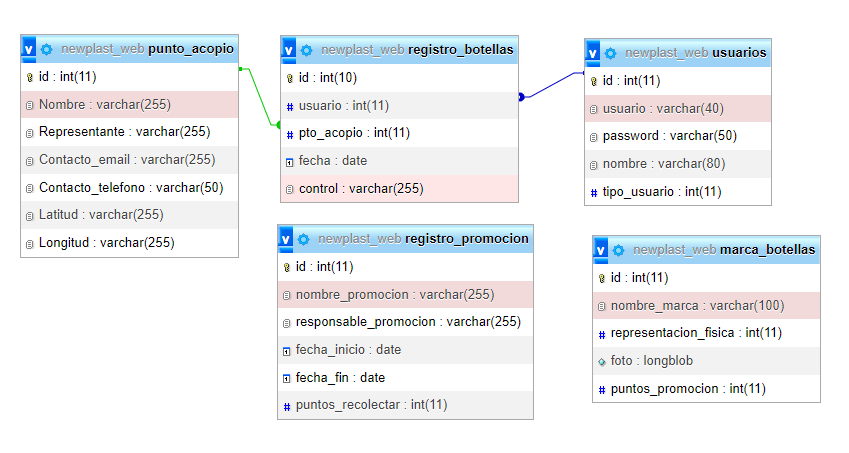 newplast_web punto_acopio
id : int(11)
Nombre : varchar(255)
Representante : varchar(255)
Contacto_email : varchar(255)
Contacto_telefono : varchar(50)
Latitud : varchar(255)
Longitud : varchar(255)
newplast_web registro_botellas
id : int(10)
usuario : int(11)
pto_acopio : int(11)
fecha : date
control : varchar(255)
newplast_web usuarios
id : int(11)
usuario : varchar(40)
password : varchar(50)
nombre : varchar(80)
tipo_usuario : int(11)
newplast_web registro_promocion
id : int(11)
nombre_promocion : varchar(255)
responsable_promocion : varchar(255)
fecha_inicio : date
fecha_fin : date
puntos_recolectar : int(11)
newplast_web marca_botellas
id : int(11)
nombre_marca : varchar(100)
representacion_fisica : int(11)
foto : longblob
puntos_promocion : int(11)